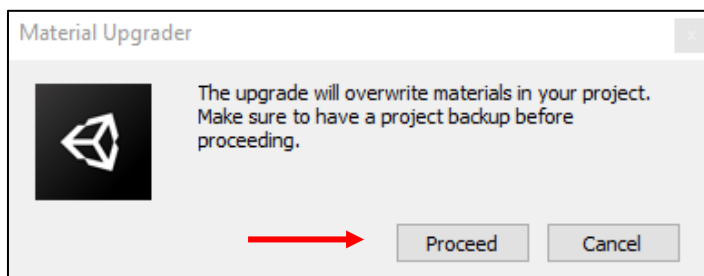 Material Upgrader
x
The upgrade will overwrite materials in your project.
Make sure to have a project backup before
proceeding.
Proceed
Cancel